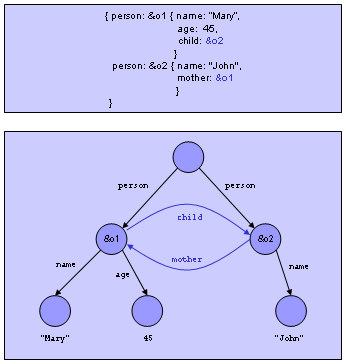 { person: &o1 { name: "Mary",
age: 45,
child: &o2
}
person: &o2 { name: "John",
mother: &o1
}
}
person person
child
&o1 &o2
mother
name age name
"Mary" 45 "John"